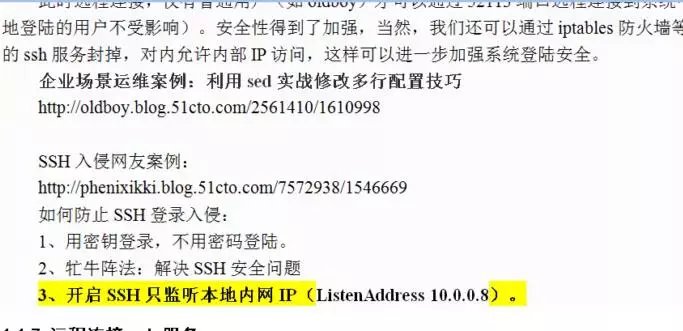 此的远程连接，仅有普通用户（如 oldboy）才可以通过 52113 端口远程连接到系统
地登陆的用户不受影响）。安全性得到了加强，当然，我们还可以通过 iptables 防火墙等
的 ssh 服务封掉，对内允许内部 IP 访问，这样可以进一步加强系统登陆安全。
企业场景运维案例：利用 sed 实战修改多行配置技巧
http://oldboy.blog.51cto.com/2561410/1610998
SSH 入侵网友案例：
http://phenixikki.blog.51cto.com/7572938/1546669
如何防止 SSH 登录入侵：
1、用密钥登录，不用密码登陆。
2、牤牛阵法：解决 SSH 安全问题
3、开启 SSH 只监听本地内网 IP（ListenAddress 10.0.0.8）。